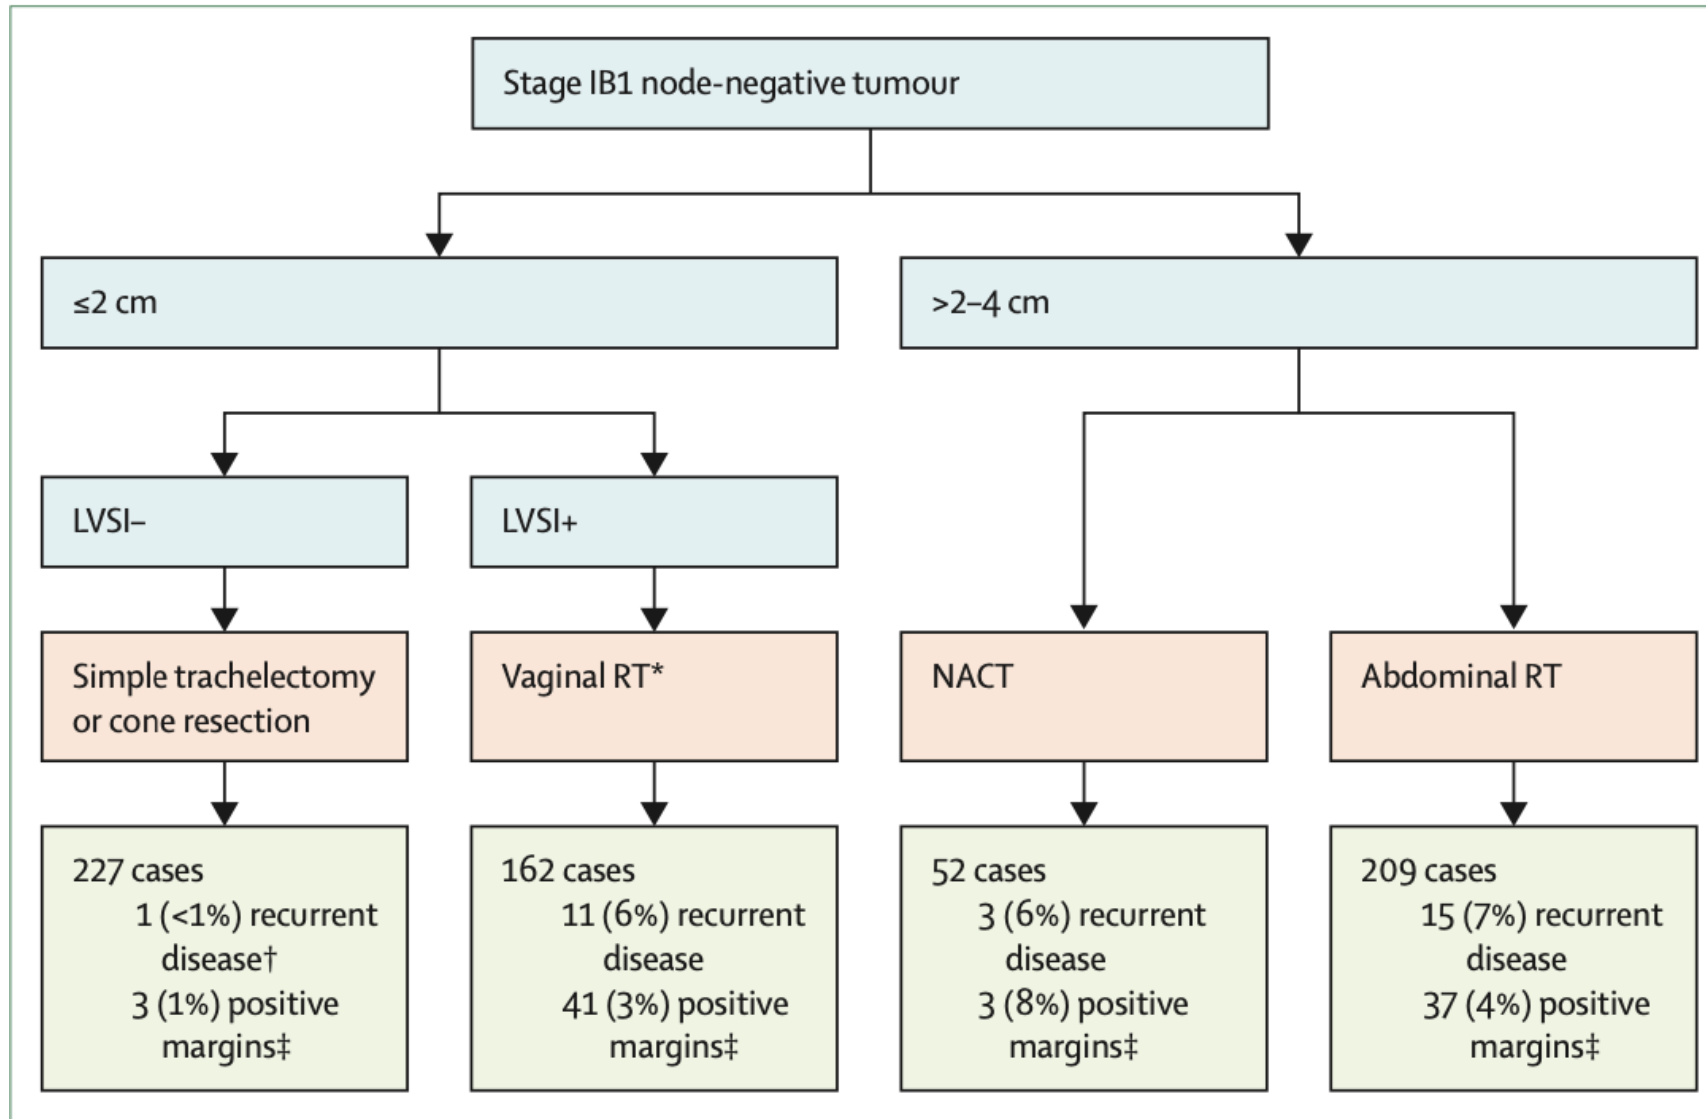 Stage IB1 node-negative tumour
≤2 cm
>2–4 cm
LVSI–
LVSI+
Simple trachelectomy
or cone resection
Vaginal RT*
NACT
Abdominal RT
227 cases
1 (<1%) recurrent
disease†
3 (1%) positive
margins‡
162 cases
11 (6%) recurrent
disease
41 (3%) positive
margins‡
52 cases
3 (6%) recurrent
disease
3 (8%) positive
margins‡
209 cases
15 (7%) recurrent
disease
37 (4%) positive
margins‡